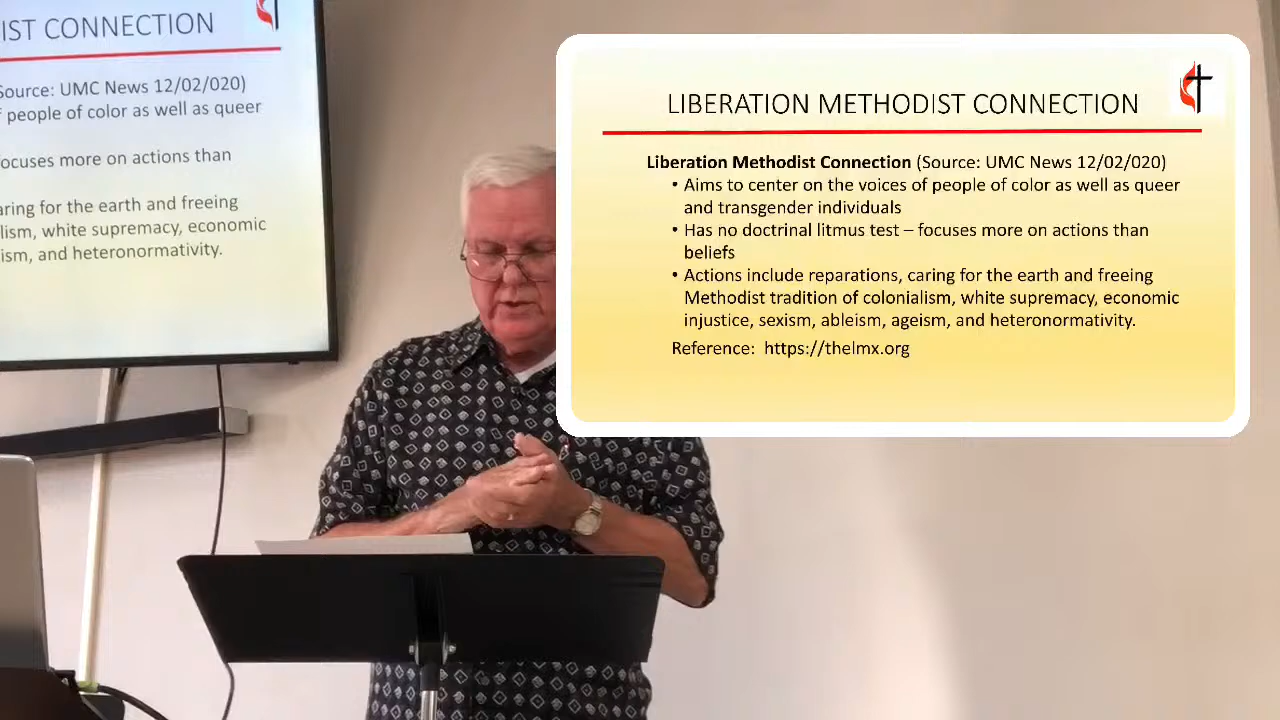 IST CONNECTION
Source: UMC News 12/02/020)
f people of color as well as queer
ocuses more on actions than
aring for the earth and freeing
lism, white supremacy, economic
ism, and heteronormativity.
LIBERATION METHODIST CONNECTION
Liberation Methodist Connection (Source: UMC News 12/02/020)
• Aims to center on the voices of people of color as well as queer
and transgender individuals
• Has no doctrinal litmus test – focuses more on actions than
beliefs
• Actions include reparations, caring for the earth and freeing
Methodist tradition of colonialism, white supremacy, economic
injustice, sexism, ableism, ageism, and heteronormativity.
Reference: https://thelmx.org